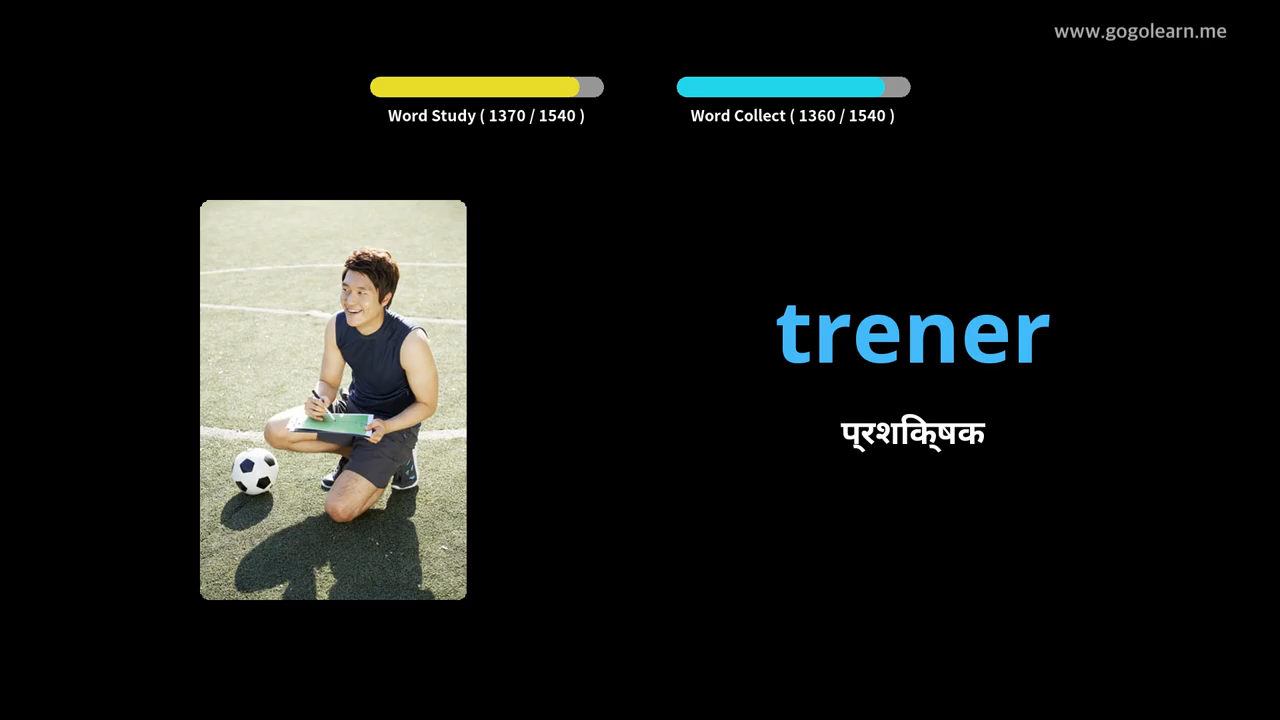 www.gogolearn.me
Word Study ( 1370 / 1540 )
Word Collect ( 1360 / 1540 )
trener
प्रशिक्षक